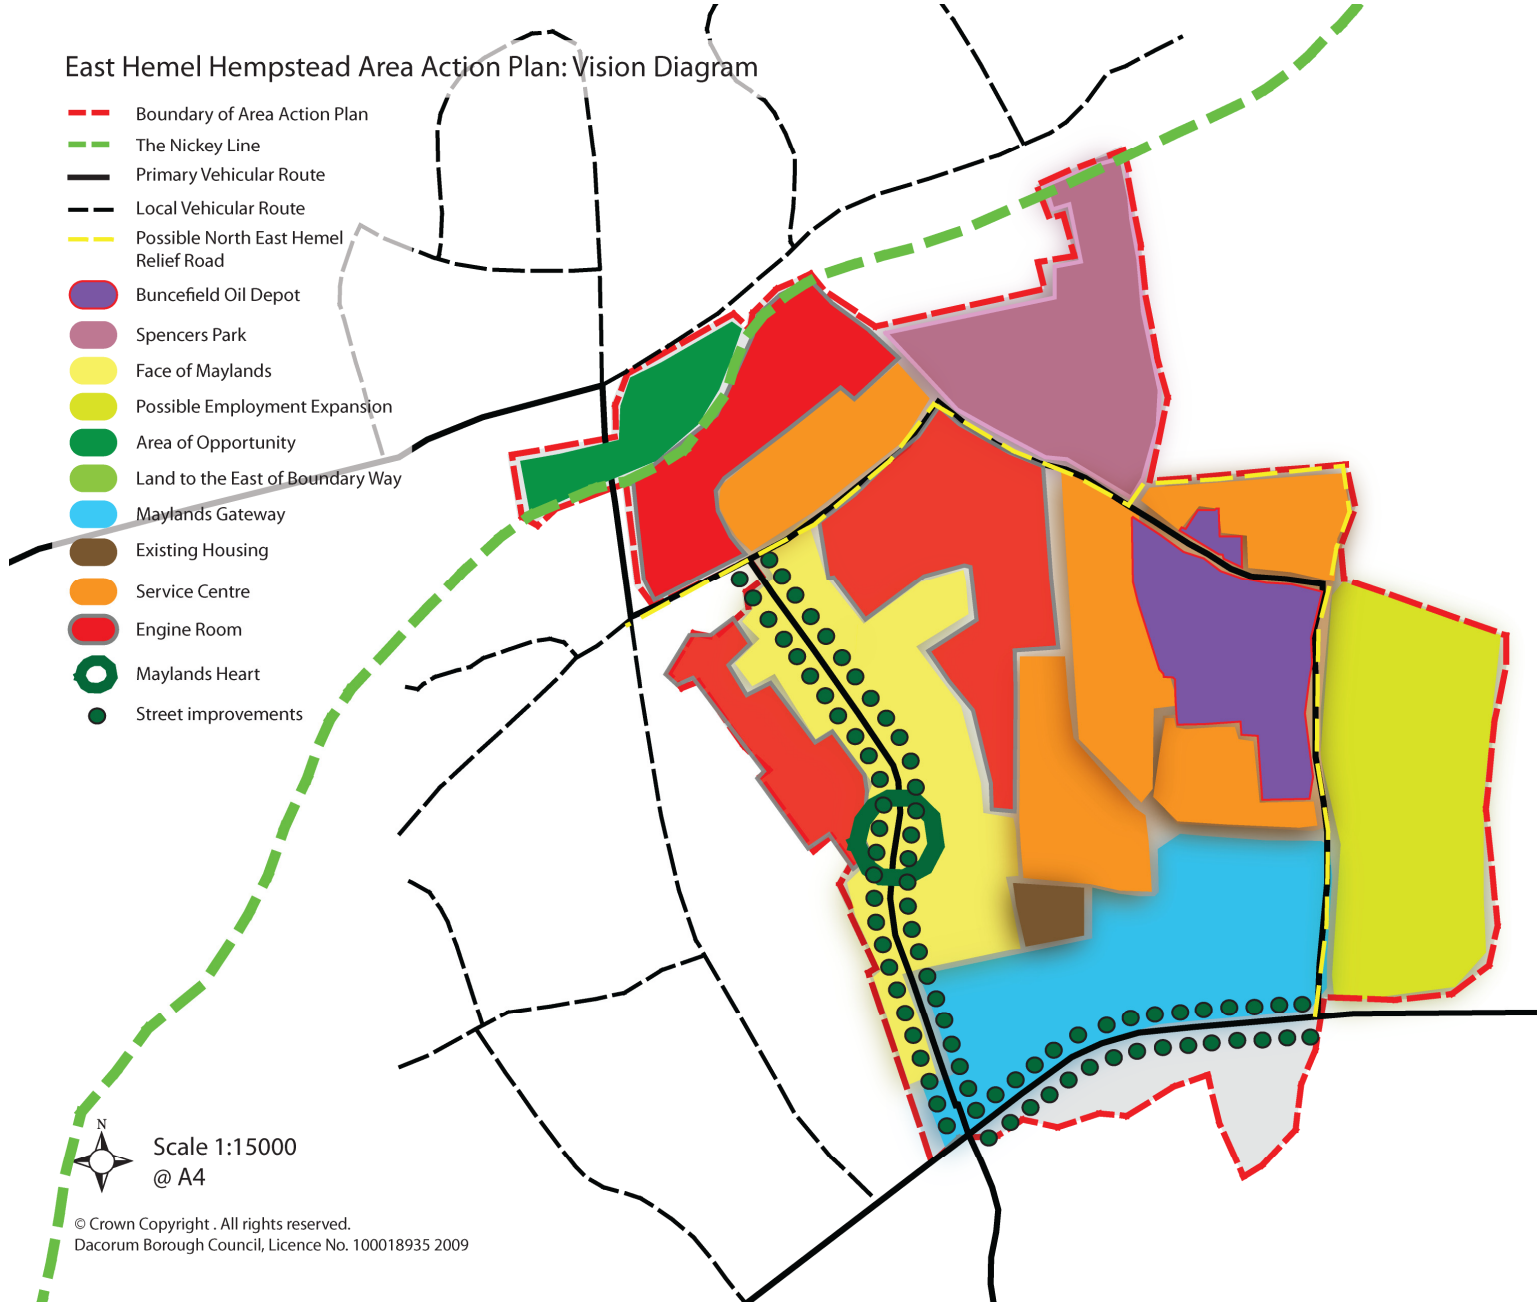 East Hemel Hempstead Area Action Plan: Vision Diagram
Boundary of Area Action Plan
The Nickey Line
Primary Vehicular Route
Local Vehicular Route
Possible North East Hemel
Relief Road
Buncefield Oil Depot
Spencers Park
Face of Maylands
Possible Employment Expansion
Area of Opportunity
Land to the East of Boundary Way
Maylands Gateway
Existing Housing
Service Centre
Engine Room
Maylands Heart
Street improvements
N
Scale 1:15000
@ A4
© Crown Copyright . All rights reserved.
Dacorum Borough Council, Licence No. 100018935 2009